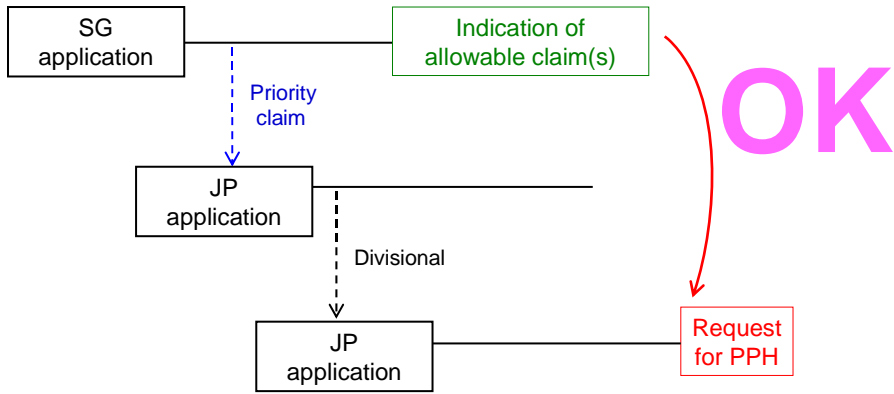 SG
application
Indication of
allowable claim(s)
OK
Priority
claim
JP
application
Divisional
JP
application
Request
for PPH